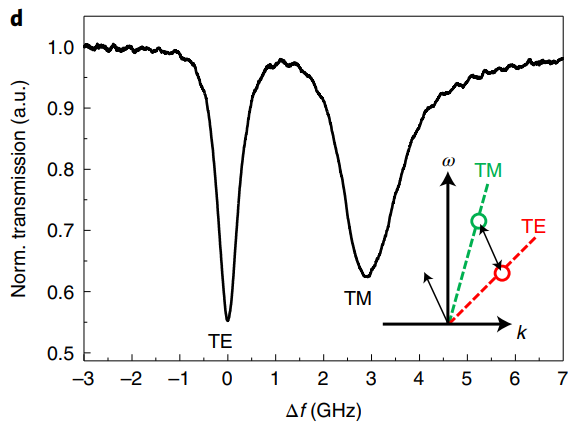 d
Norm. transmission (a.u.)
1.0
0.9
0.8
0.7
0.6
0.5
TE
TM
ω
TM
TE
k
−3 −2 −1 0 1 2 3 4 5 6 7
Δf (GHz)